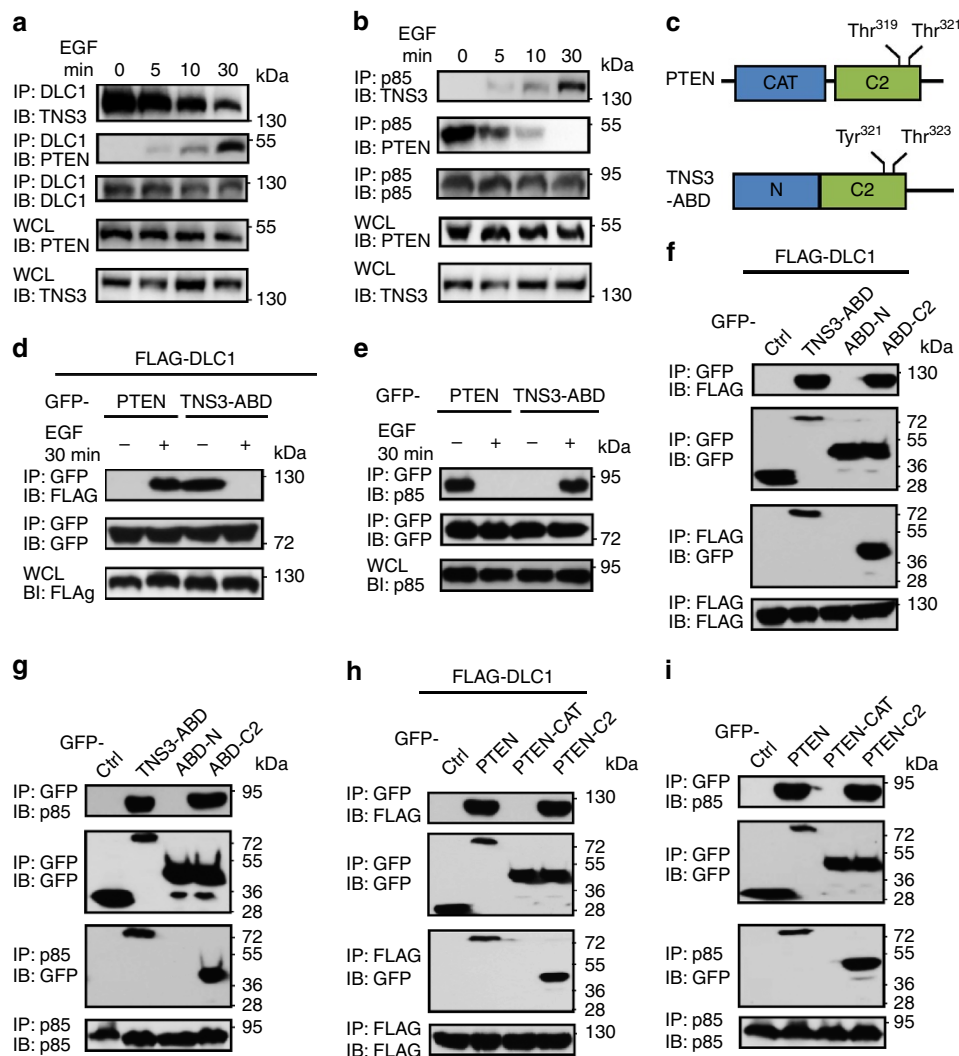 a
EGF
min 0 5 10 30 kDa
IP: DLC1
IB: TNS3
130
IP: DLC1
IB: PTEN
55
IP: DLC1
IB: DLC1
130
WCL
IB: PTEN
55
WCL
IB: TNS3
130
b
EGF
min 0 5 10 30 kDa
IP: p85
IB: TNS3
130
IP: p85
IB: PTEN
55
IP: p85
IB: p85
95
WCL
IB: PTEN
55
WCL
IB: TNS3
130
c
Thr319 Thr321
PTEN CAT C2
Tyr321 Thr323
TNS3
-ABD N C2
d
FLAG-DLC1
GFP- PTEN TNS3-ABD
EGF
30 min – + – + kDa
IP: GFP
IB: FLAG
130
IP: GFP
IB: GFP
72
WCL
BI: FLAg
130
e
GFP- PTEN TNS3-ABD
EGF
30 min – + – + kDa
IP: GFP
IB: p85
95
IP: GFP
IB: GFP
72
WCL
BI: p85
95
f
FLAG-DLC1
GFP- Ctrl TNS3-ABD ABD-N ABD-C2
kDa
IP: GFP
IB: FLAG
130
IP: GFP
IB: GFP
72
55
36
28
IP: FLAG
IB: GFP
72
55
36
28
IP: FLAG
IB: FLAG
130
g
GFP- Ctrl TNS3-ABD ABD-N ABD-C2
kDa
IP: GFP
IB: p85
95
IP: GFP
IB: GFP
72
55
36
28
IP: p85
IB: GFP
72
55
36
28
IP: p85
IB: p85
95
h
FLAG-DLC1
GFP- Ctrl PTEN PTEN-CAT PTEN-C2
kDa
IP: GFP
IB: FLAG
130
IP: GFP
IB: GFP
72
55
36
28
IP: FLAG
IB: GFP
72
55
36
28
IP: FLAG
IB: FLAG
130
i
GFP- Ctrl PTEN PTEN-CAT PTEN-C2
kDa
IP: GFP
IB: p85
95
IP: GFP
IB: GFP
72
55
36
28
IP: p85
IB: GFP
72
55
36
28
IP: p85
IB: p85
95